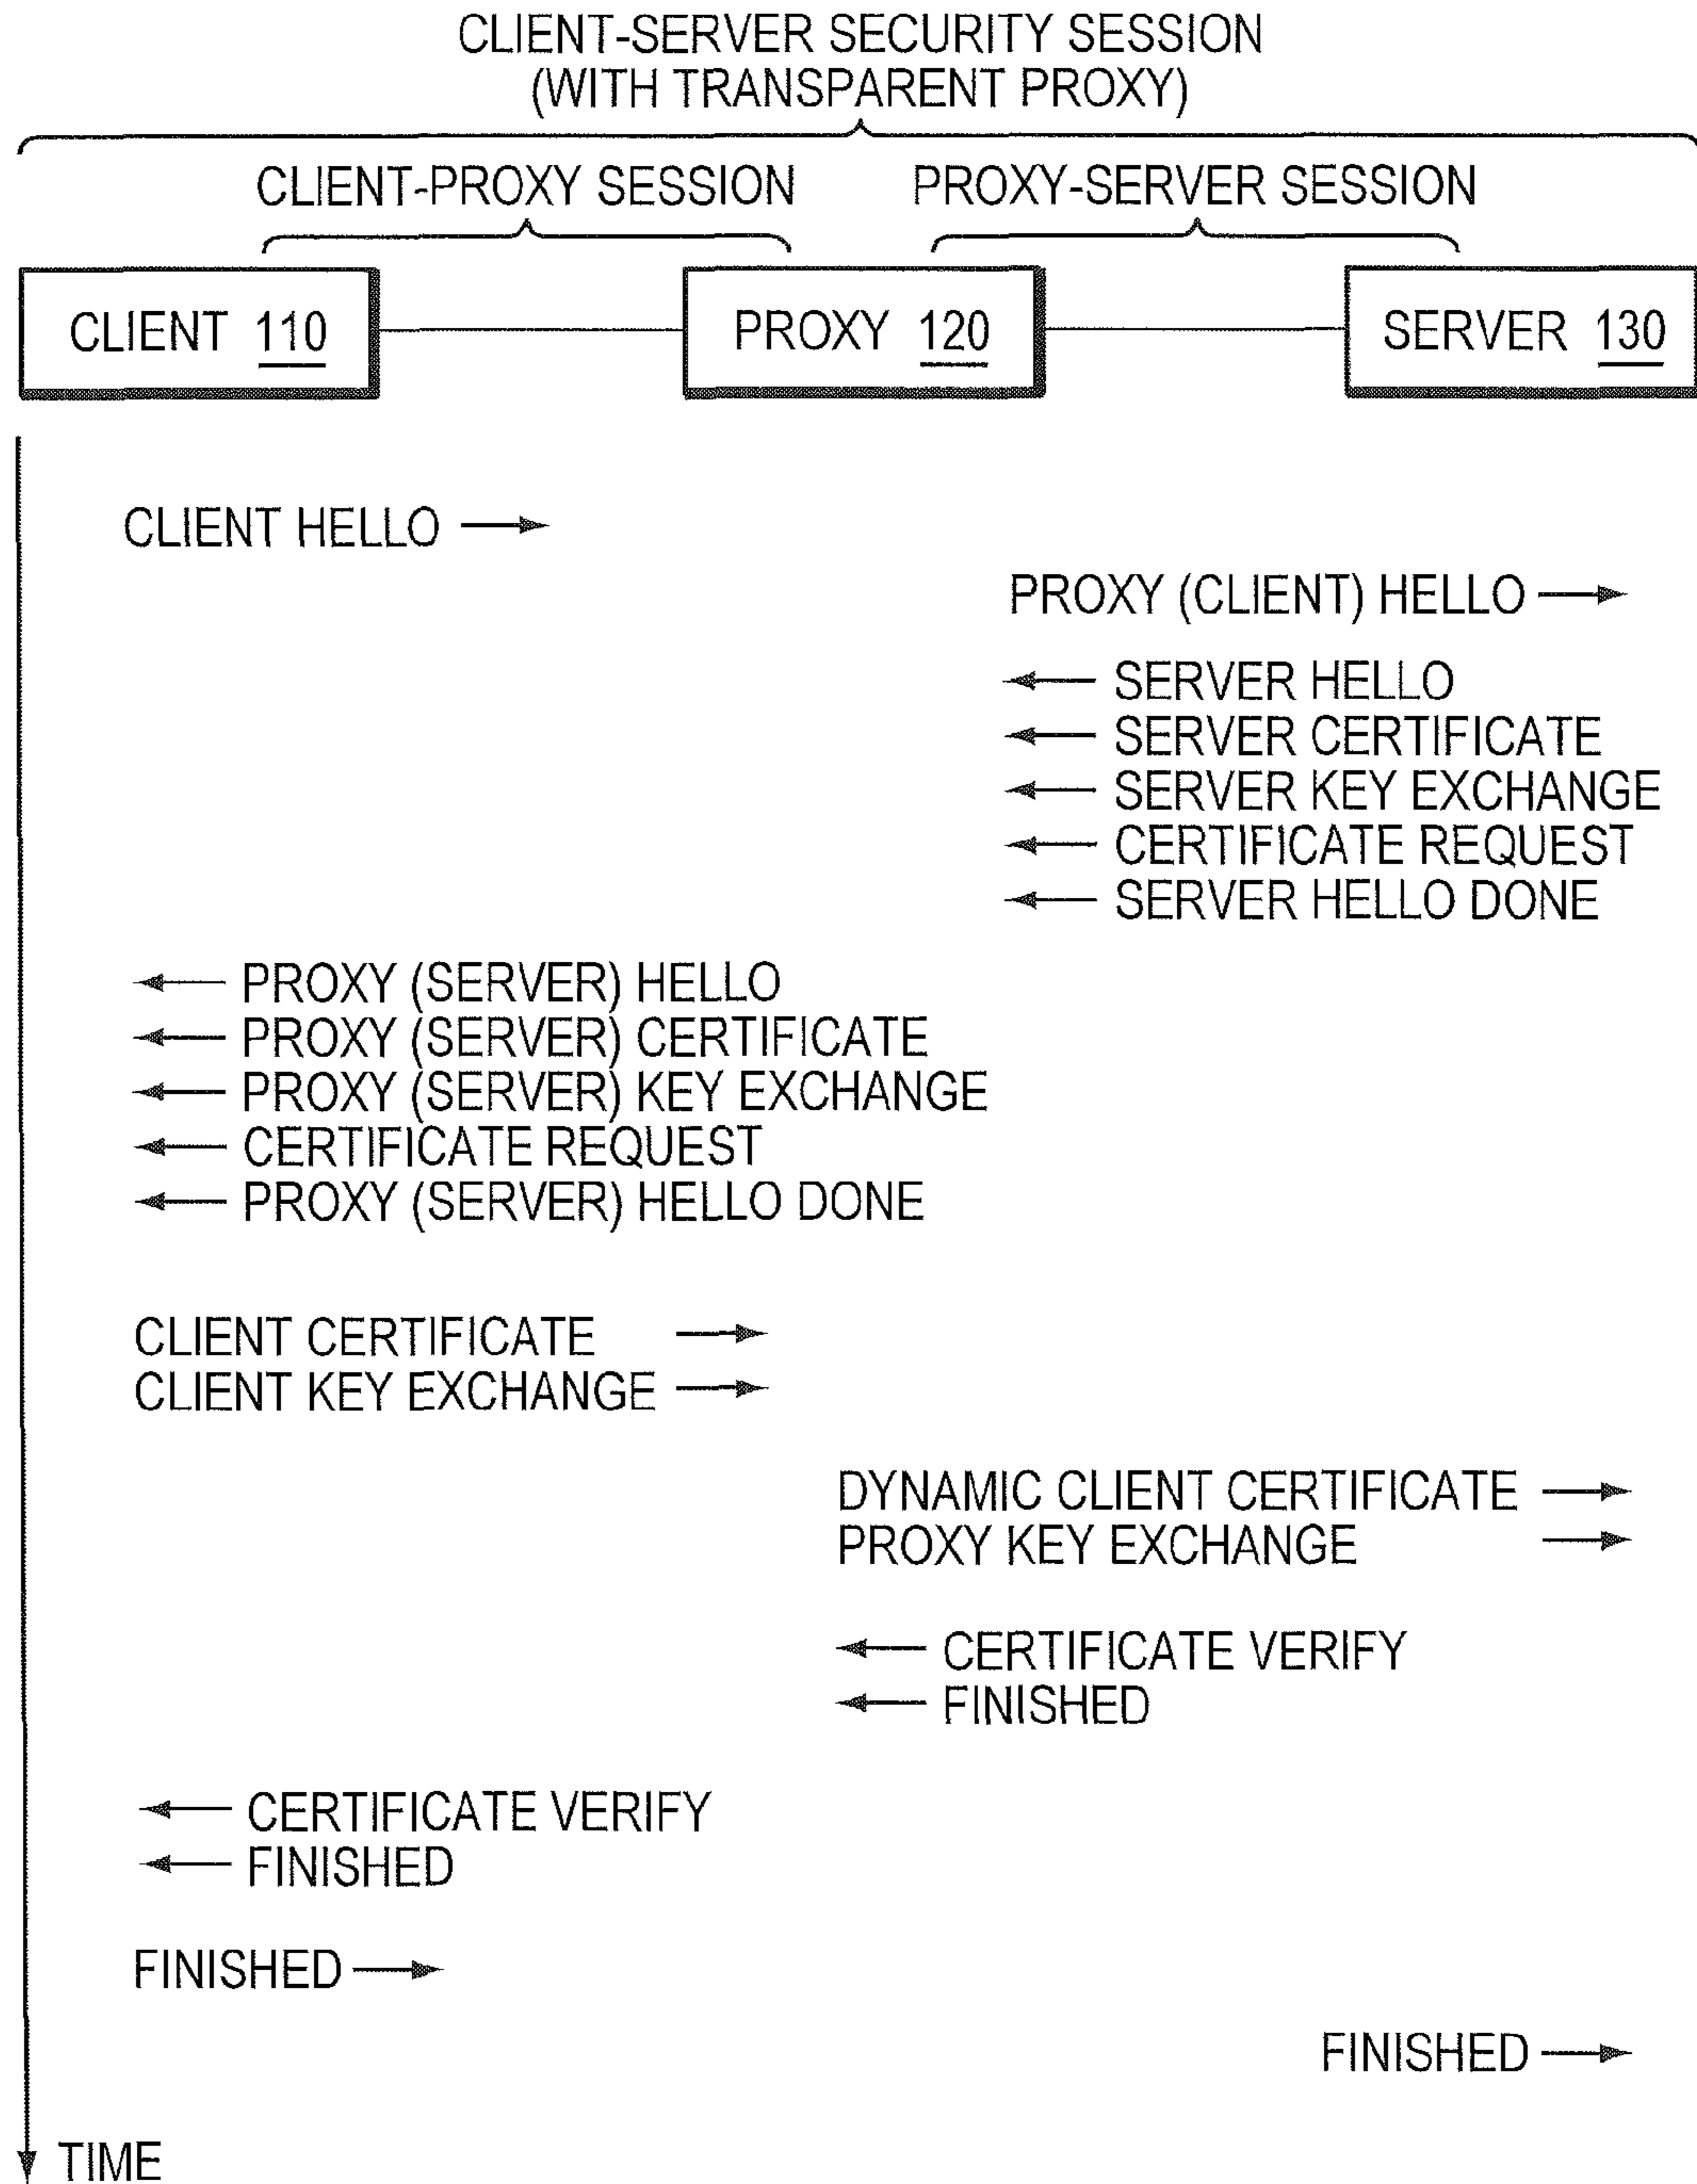 CLIENT-SERVER SECURITY SESSION
(WITH TRANSPARENT PROXY)
CLIENT-PROXY SESSION
PROXY-SERVER SESSION
CLIENT 110
PROXY 120
SERVER 130
CLIENT HELLO
PROXY (CLIENT) HELLO
SERVER HELLO
SERVER CERTIFICATE
SERVER KEY EXCHANGE
CERTIFICATE REQUEST
SERVER HELLO DONE
PROXY (SERVER) HELLO
PROXY (SERVER) CERTIFICATE
PROXY (SERVER) KEY EXCHANGE
CERTIFICATE REQUEST
PROXY (SERVER) HELLO DONE
CLIENT CERTIFICATE
CLIENT KEY EXCHANGE
DYNAMIC CLIENT CERTIFICATE
PROXY KEY EXCHANGE
CERTIFICATE VERIFY
FINISHED
CERTIFICATE VERIFY
FINISHED
FINISHED
FINISHED
TIME